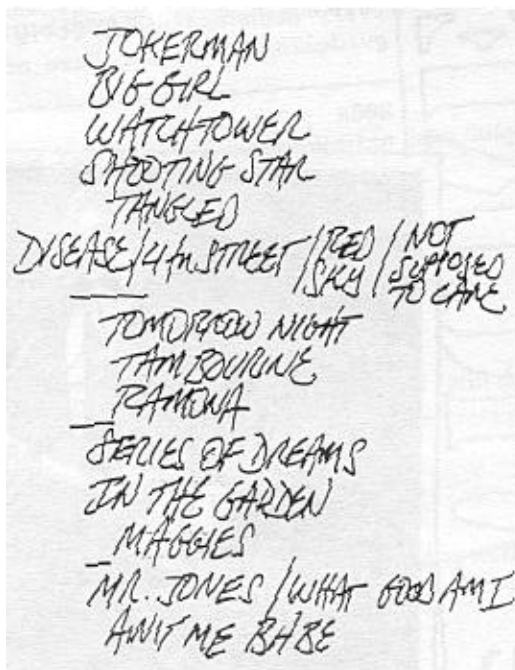 JOKERMAN
BIG GIRL
WATCHTOWER
SHOOTING STAR
TANGLED
DISEASE/4th STREET/RED SKY/NOT SUPPOSED TO CARE
TOMORROW NIGHT
TAMBOURINE
RAMONA
SERIES OF DREAMS
IN THE GARDEN
MAGGIES
MR. JONES/WHAT GOOD AM I
AIN'T ME BABE